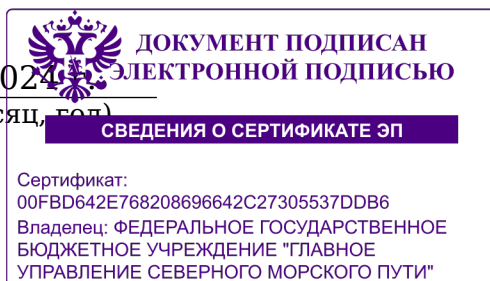 ДОКУМЕНТ ПОДПИСАН
024 г.
ЭЛЕКТРОННОЙ ПОДПИСЬЮ
СВЕДЕНИЯ О СЕРТИФИКАТЕ ЭП
Сертификат:
00FBD642E768208696642C27305537DDB6
Владелец: ФЕДЕРАЛЬНОЕ ГОСУДАРСТВЕННОЕ
БЮДЖЕТНОЕ УЧРЕЖДЕНИЕ "ГЛАВНОЕ
УПРАВЛЕНИЕ СЕВЕРНОГО МОРСКОГО ПУТИ"